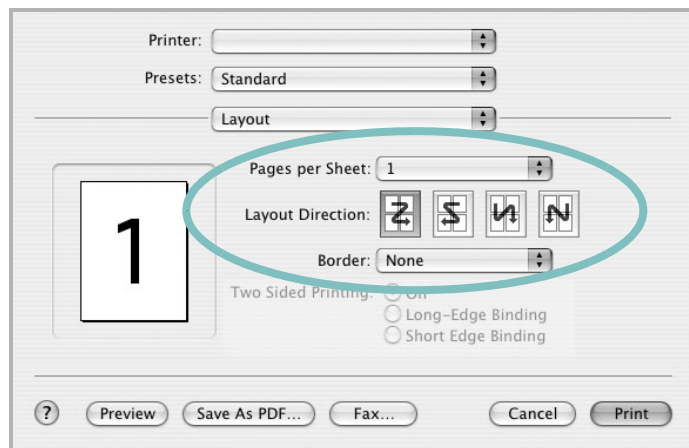 Printer:
Presets: Standard
Layout
Pages per Sheet: 1
1
Layout Direction:
Border: None
Two Sided Printing: Off
Long-Edge Binding
Short Edge Binding
? Preview Save As PDF... Fax... Cancel Print